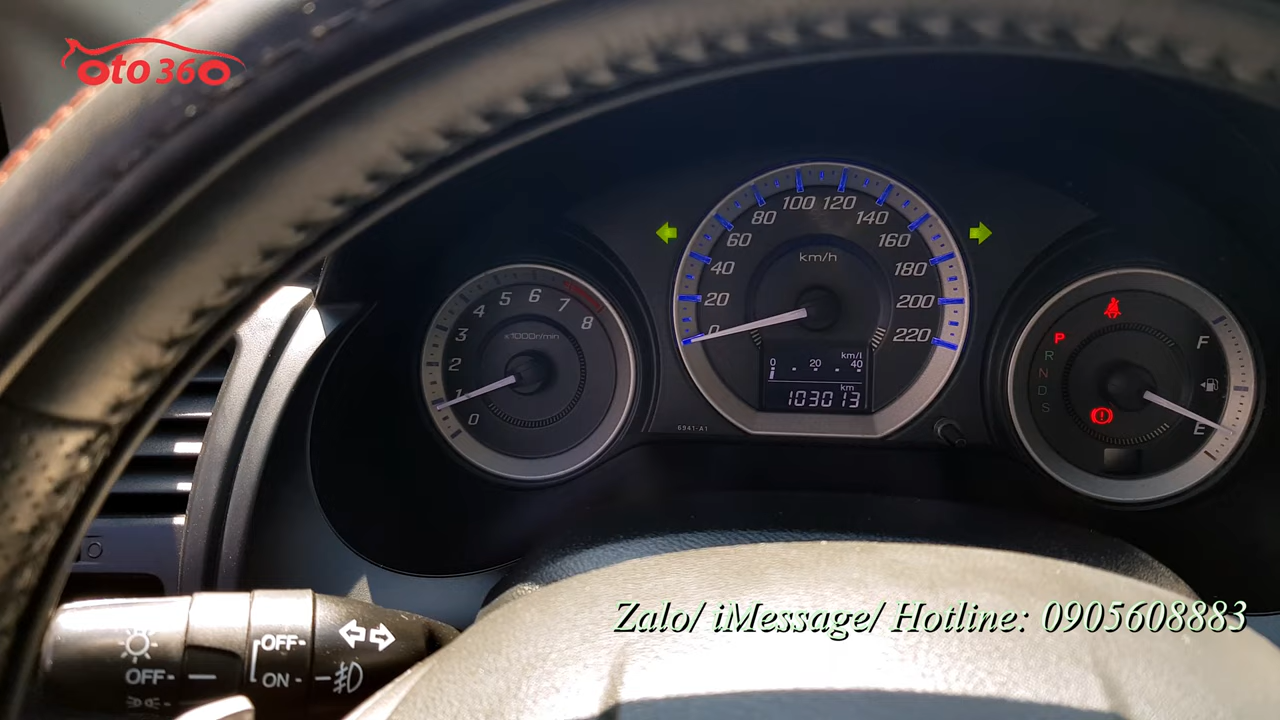 oto360
100 120
80 140
60 160
40 180
20 200
0 220
km/h
5 6
4 7
3 8
2
1
0
x1000r/min
0 20 40
km/l
km
103013
6941-A1
P
R
N
D
S
F
E
OFF
OFF
ON
Zalo/ iMessage/ Hotline: 0905608883